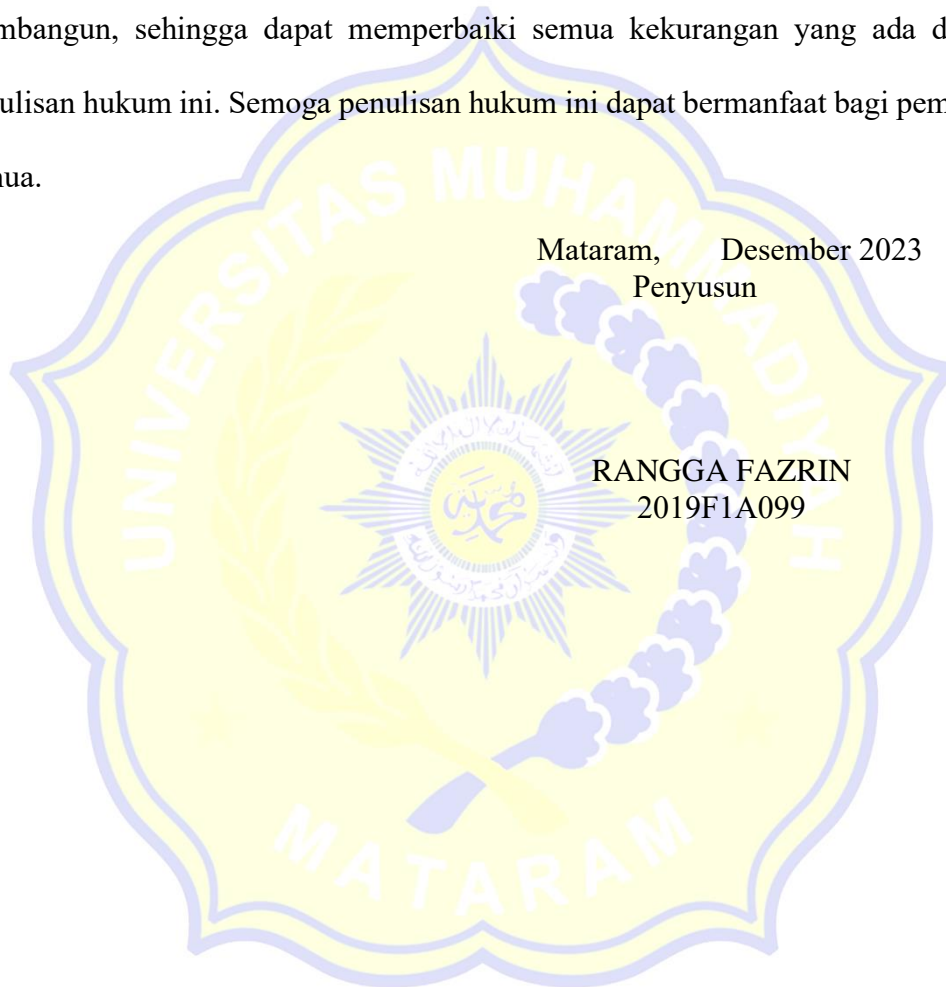 mbangun, sehingga dapat memperbaiki semua kekurangan yang ada d
ulisan hukum ini. Semoga penulisan hukum ini dapat bermanfaat bagi pem
ua.
Mataram, Desember 2023
Penyusun
RANGGA FAZRIN
2019F1A099
UNIVERSITAS MUHAMMADIYAH
MATARAM